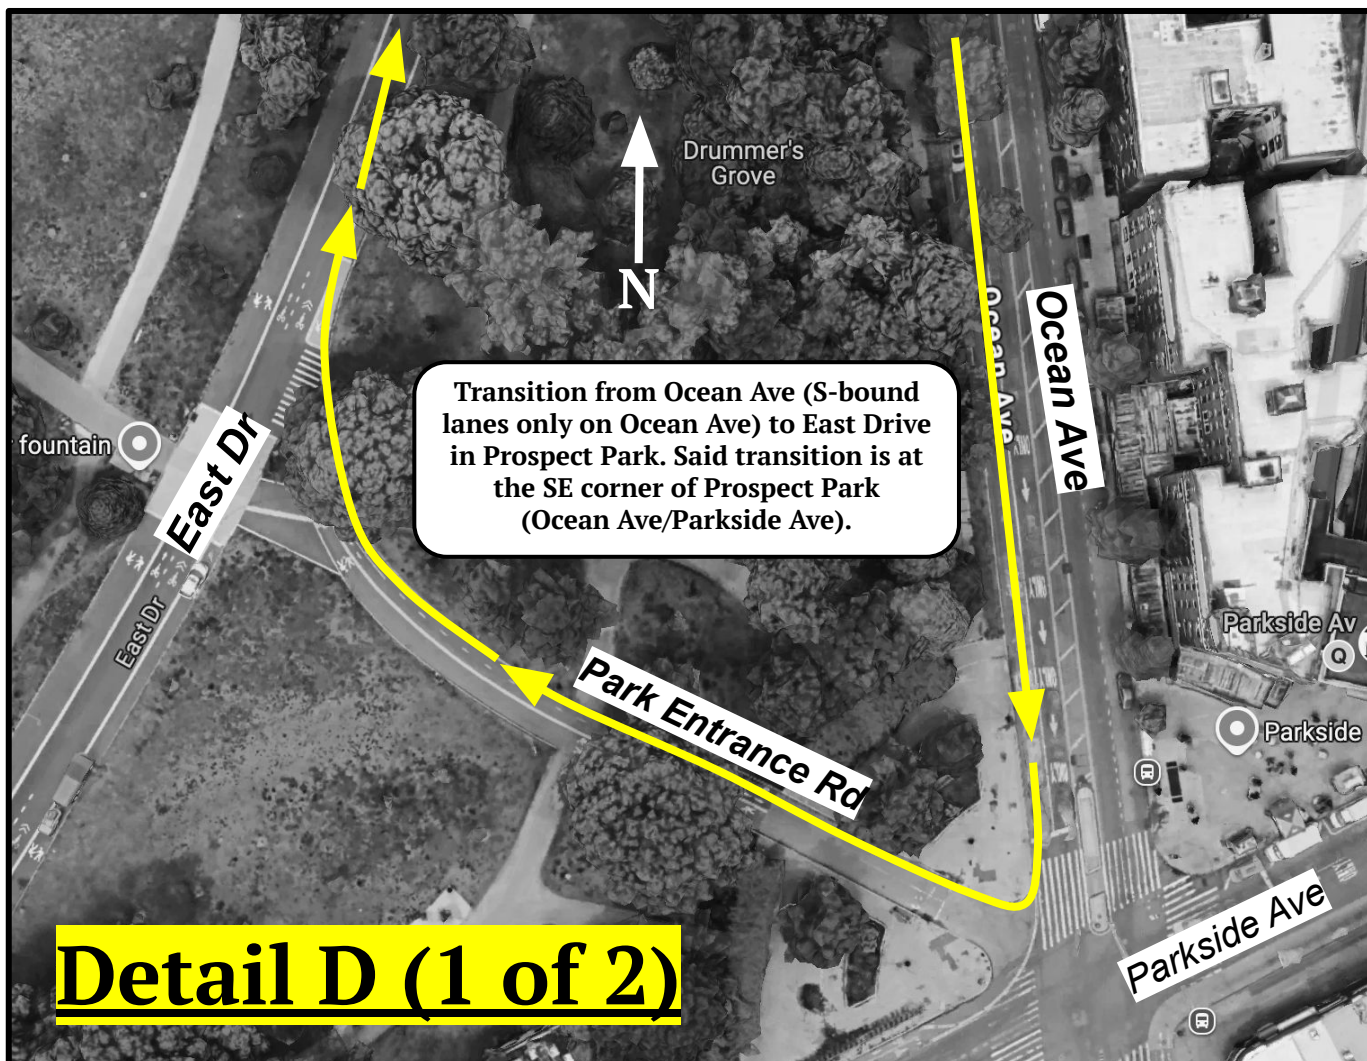 Drummer's
Grove
N
Ocean Ave
Ocean Ave
Transition from Ocean Ave (S-bound
lanes only on Ocean Ave) to East Drive
in Prospect Park. Said transition is at
the SE corner of Prospect Park
(Ocean Ave/Parkside Ave).
fountain
East Dr
East Dr
Parkside Av
Q
Park Entrance Rd
Parkside
Parkside Ave
Detail D (1 of 2)